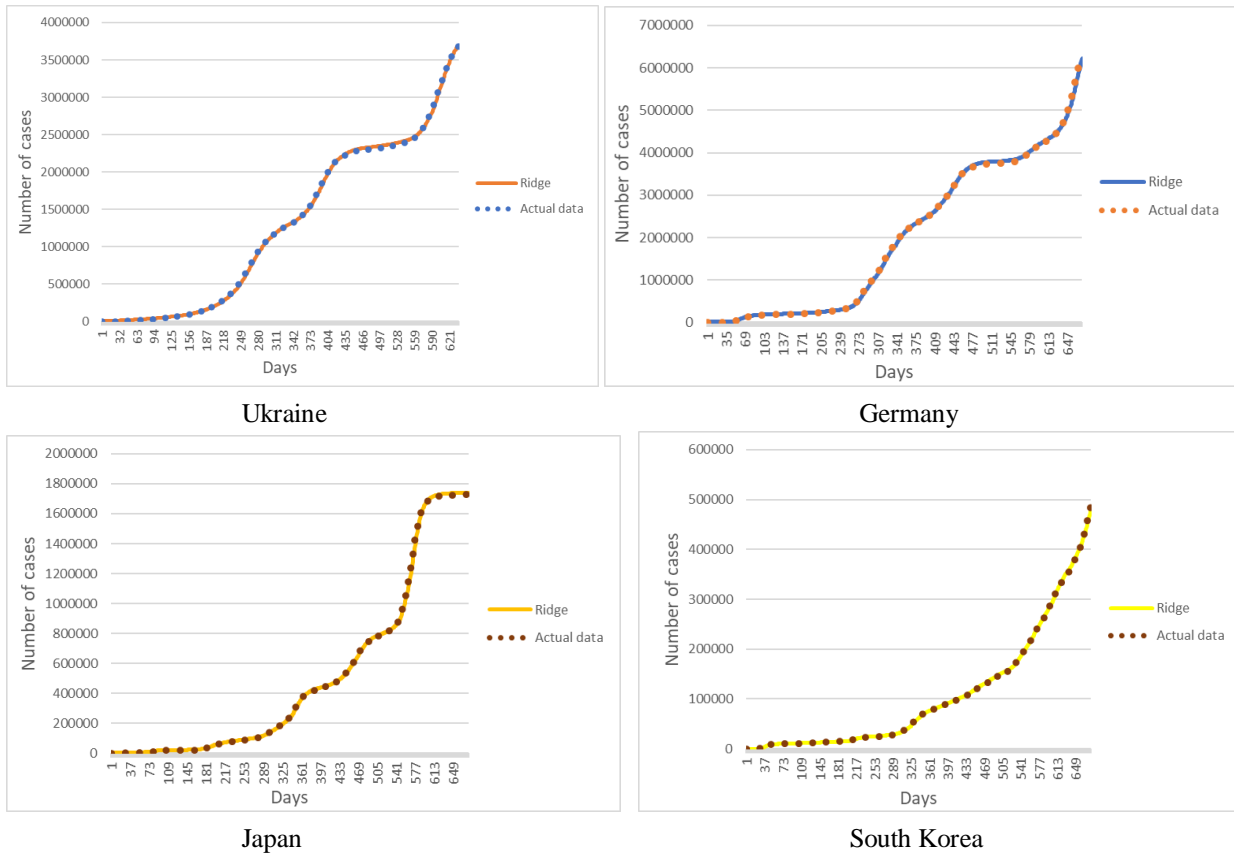 4000000
3500000
3000000
2500000
2000000
1500000
1000000
500000
0
Number of cases
1 32 63 94 125 156 187 218 249 280 311 342 373 404 435 466 497 528 559 590 621
Days
Ridge
Actual data
Ukraine
7000000
6000000
5000000
4000000
3000000
2000000
1000000
0
Number of cases
1 35 69 103 137 171 205 239 273 307 341 375 409 443 477 511 545 579 613 647
Days
Ridge
Actual data
Germany
2000000
1800000
1600000
1400000
1200000
1000000
800000
600000
400000
200000
0
Number of cases
1 37 73 109 145 181 217 253 289 325 361 397 433 469 505 541 577 613 649
Days
Ridge
Actual data
Japan
600000
500000
400000
300000
200000
100000
0
Number of cases
1 37 73 109 145 181 217 253 289 325 361 397 433 469 505 541 577 613 649
Days
Ridge
Actual data
South Korea